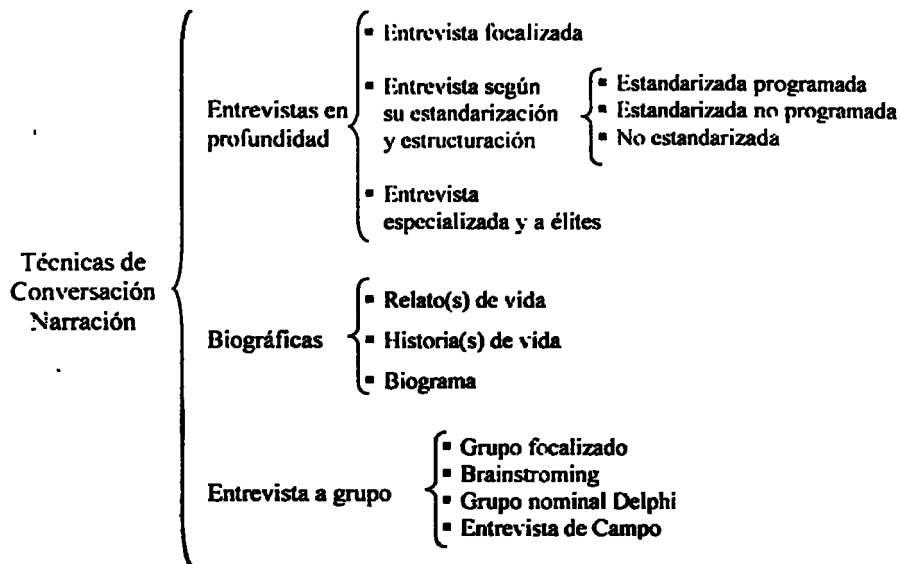 Técnicas de
Conversación
Narración
Entrevistas en
profundidad
▪ Entrevista focalizada
▪ Entrevista según
su estandarización
y estructuración
▪ Estandarizada programada
▪ Estandarizada no programada
▪ No estandarizada
▪ Entrevista
especializada y a élites
Biográficas
▪ Relato(s) de vida
▪ Historia(s) de vida
▪ Biograma
Entrevista a grupo
▪ Grupo focalizado
▪ Brainstroming
▪ Grupo nominal Delphi
▪ Entrevista de Campo